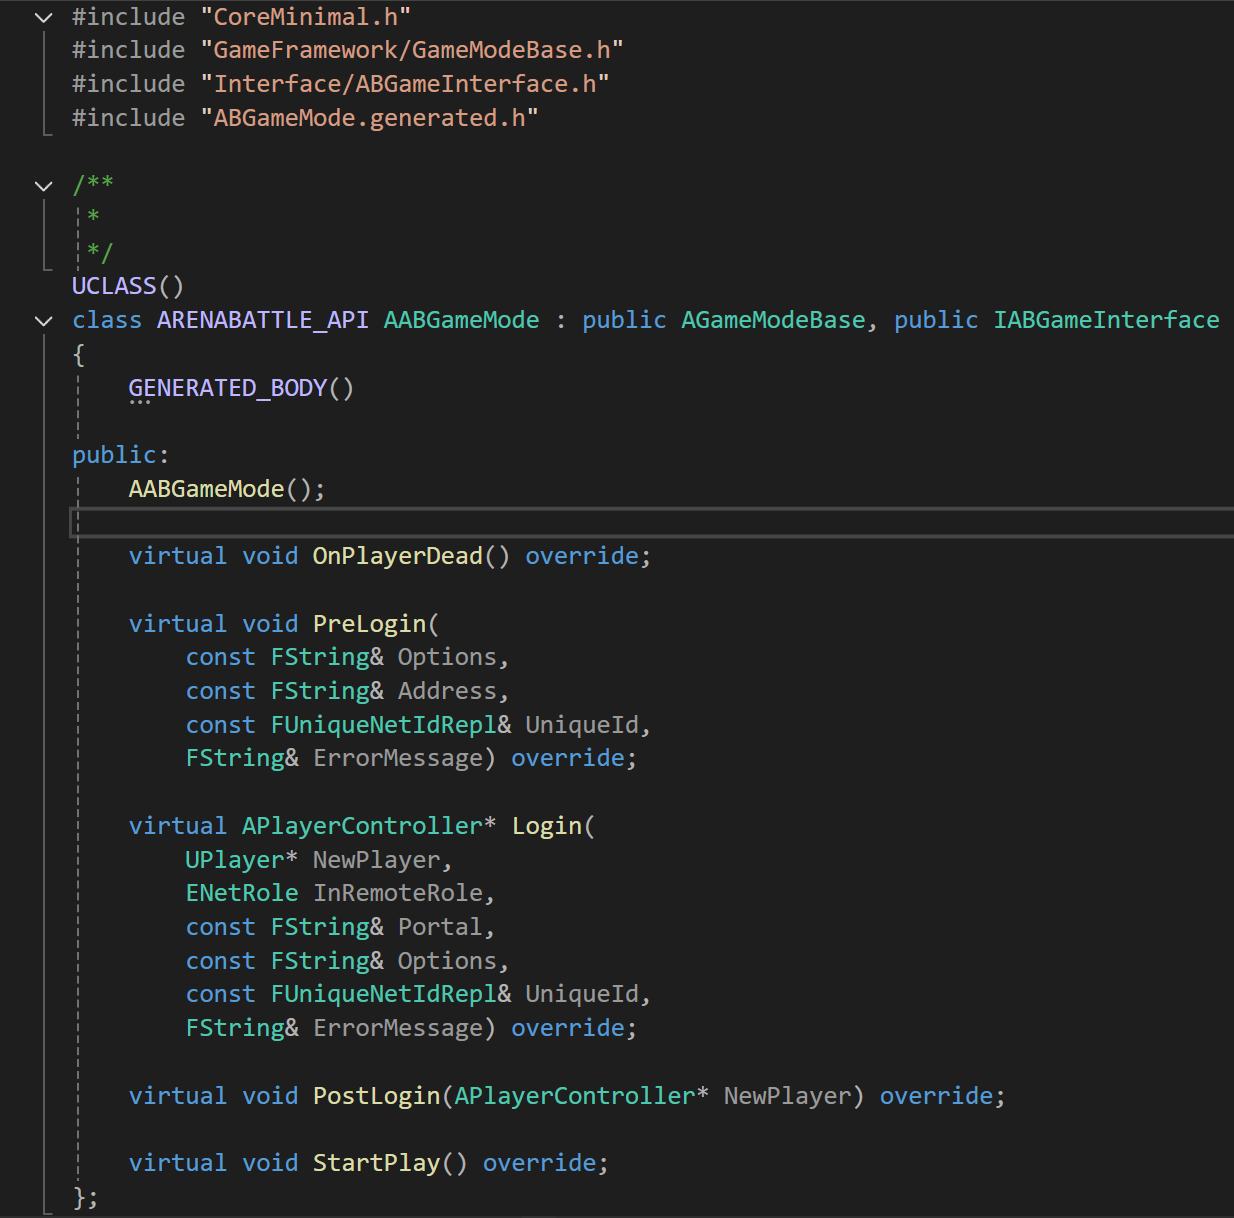 #include "CoreMinimal.h"
#include "GameFramework/GameModeBase.h"
#include "Interface/ABGameInterface.h"
#include "ABGameMode.generated.h"
/**
 *
 */
UCLASS()
class ARENABATTLE_API AABGameMode : public AGameModeBase, public IABGameInterface
{
    GENERATED_BODY()
public:
    AABGameMode();
    virtual void OnPlayerDead() override;
    virtual void PreLogin(
        const FString& Options,
        const FString& Address,
        const FUniqueNetIdRepl& UniqueId,
        FString& ErrorMessage) override;
    virtual APlayerController* Login(
        UPlayer* NewPlayer,
        ENetRole InRemoteRole,
        const FString& Portal,
        const FString& Options,
        const FUniqueNetIdRepl& UniqueId,
        FString& ErrorMessage) override;
    virtual void PostLogin(APlayerController* NewPlayer) override;
    virtual void StartPlay() override;
};